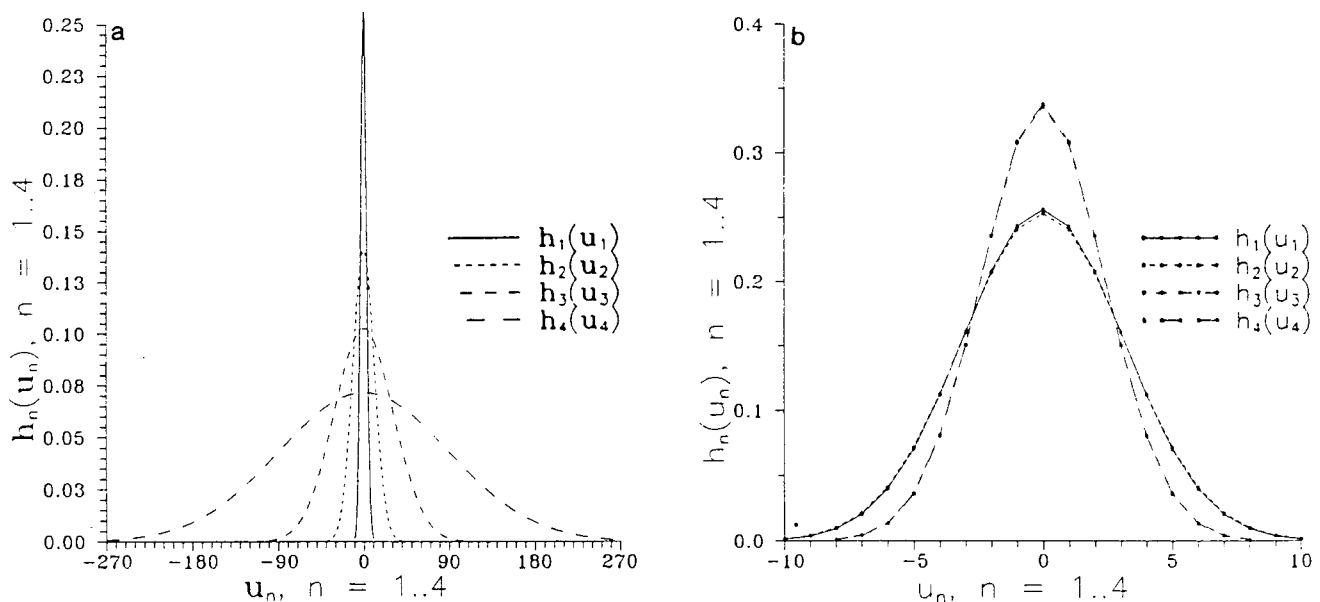 a
0.25
0.23
0.20
0.18
0.15
0.13
0.10
0.08
0.05
0.03
0.00
hₙ(uₙ), n = 1..4
-270 -180 -90 0 90 180 270
uₙ, n = 1..4
h₁(u₁)
h₂(u₂)
h₃(u₃)
h₄(u₄)
b
0.4
0.3
0.2
0.1
0.0
hₙ(uₙ), n = 1..4
-10 -5 0 5 10
uₙ, n = 1..4
h₁(u₁)
h₂(u₂)
h₃(u₃)
h₄(u₄)